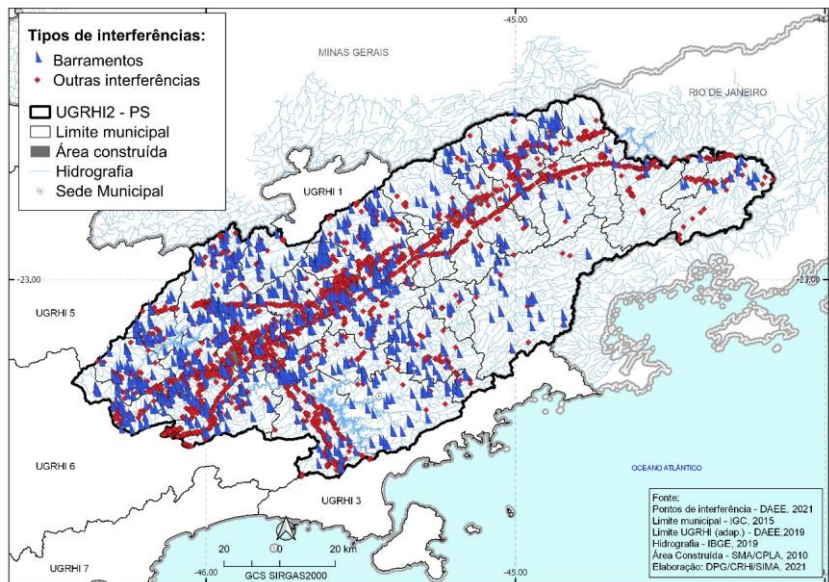 -45.00
-44.00
Tipos de interferências:
Barramentos
Outras interferências
UGRHI2 - PS
Limite municipal
Área construída
Hidrografia
Sede Municipal
MINAS GERAIS
RIO DE JANEIRO
UGRHI 1
-23.00
-23.00
UGRHI 5
UGRHI 6
UGRHI 3
OCEANO ATLÂNTICO
UGRHI 7
20 0 20 km
GCS SIRGAS2000
-46.00
-45.00
Fonte:
Pontos de interferência - DAEE, 2021
Limite municipal - IGC, 2015
Limite UGRHI (adap.) - DAEE,2019
Hidrografia - IBGE, 2019
Área Construída - SMA/CPLA, 2010
Elaboração: DPG/CRHi/SIMA, 2021